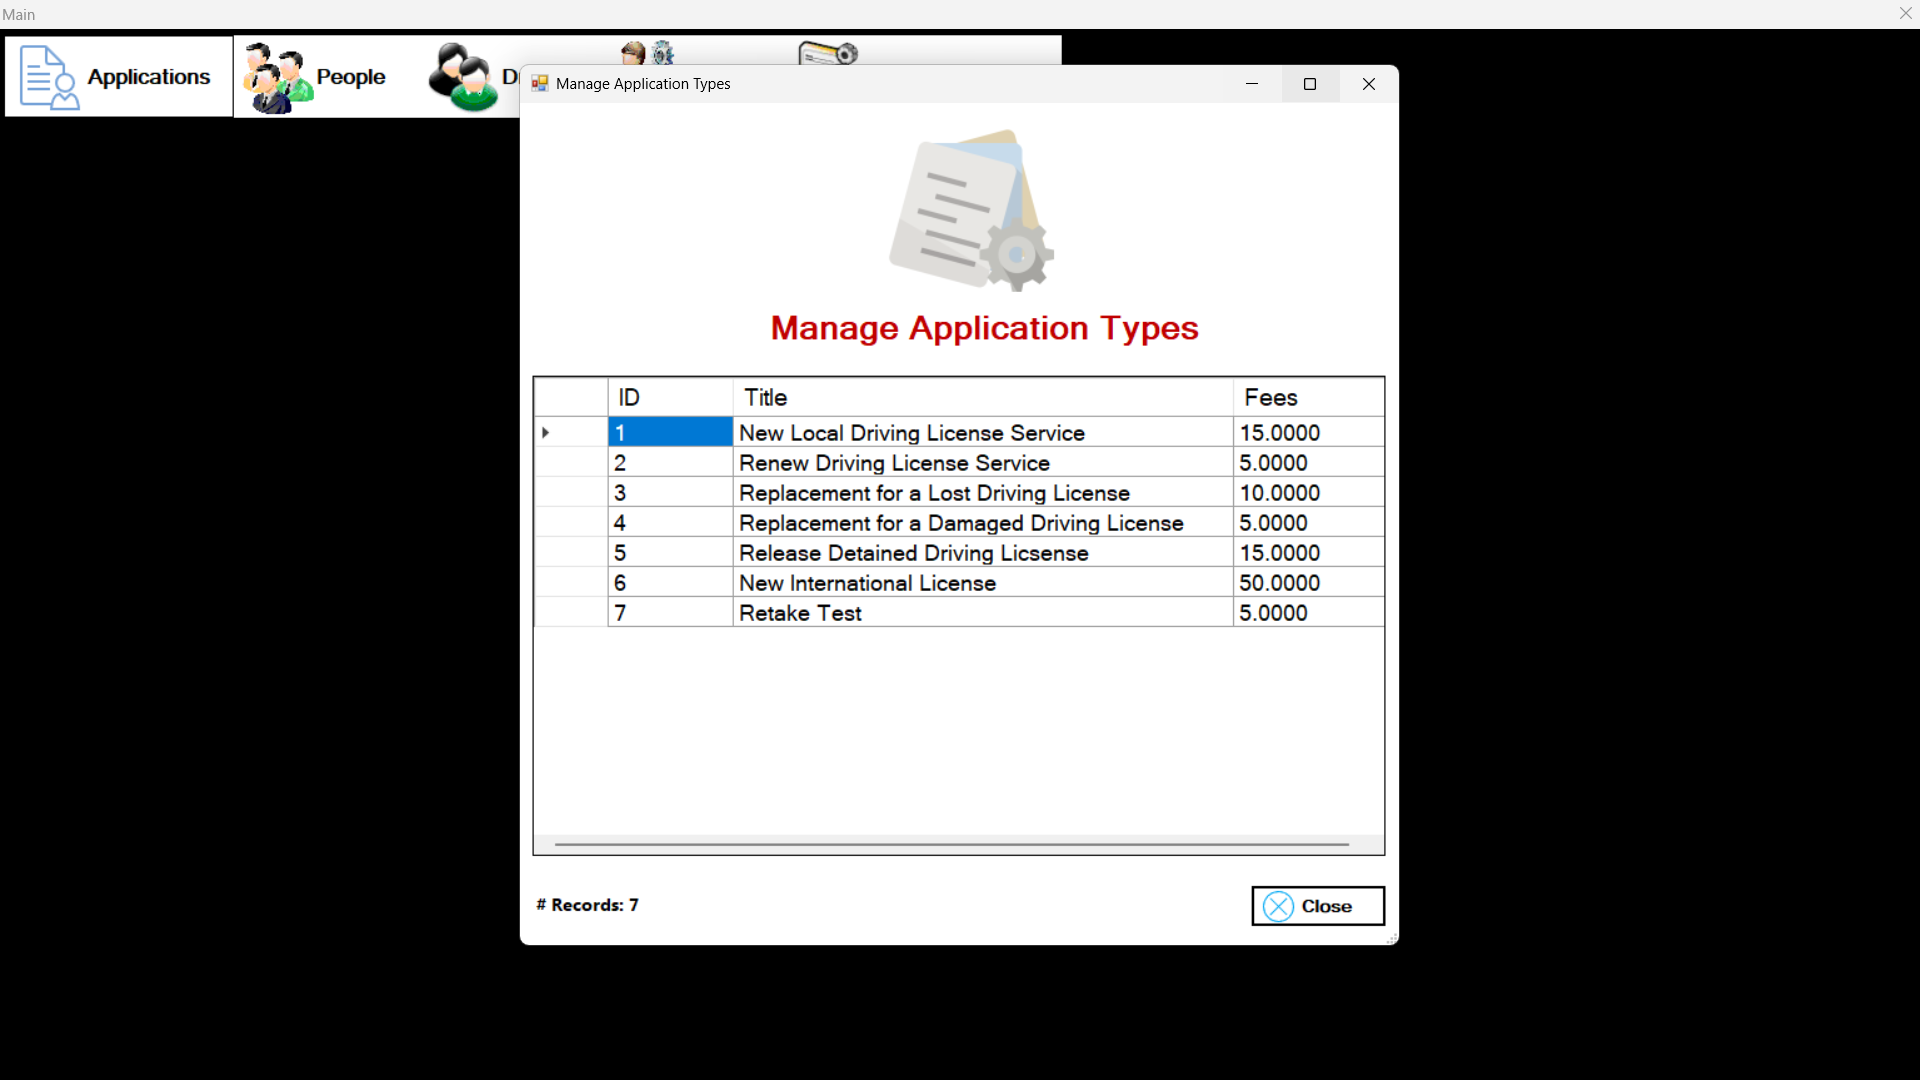 Main
Applications
People
Manage Application Types
Manage Application Types
ID Title Fees
1 New Local Driving License Service 15.0000
2 Renew Driving License Service 5.0000
3 Replacement for a Lost Driving License 10.0000
4 Replacement for a Damaged Driving License 5.0000
5 Release Detained Driving Licsense 15.0000
6 New International License 50.0000
7 Retake Test 5.0000
# Records: 7
Close